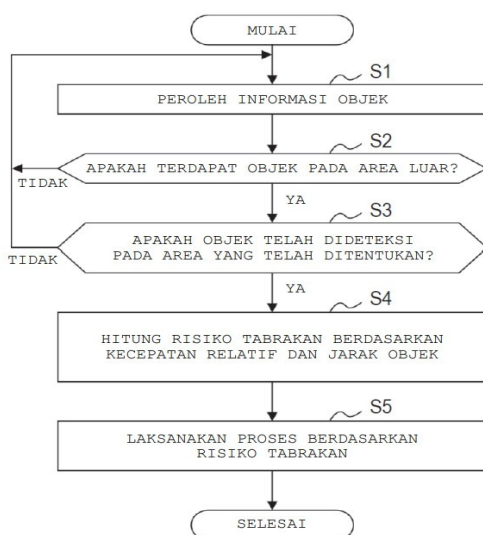 MULAI
S1
PEROLEH INFORMASI OBJEK
S2
APAKAH TERDAPAT OBJEK PADA AREA LUAR?
TIDAK
YA
S3
APAKAH OBJEK TELAH DIDETEKSI
PADA AREA YANG TELAH DITENTUKAN?
TIDAK
YA
S4
HITUNG RISIKO TABRAKAN BERDASARKAN
KECEPATAN RELATIF DAN JARAK OBJEK
S5
LAKSANAKAN PROSES BERDASARKAN
RISIKO TABRAKAN
SELESAI